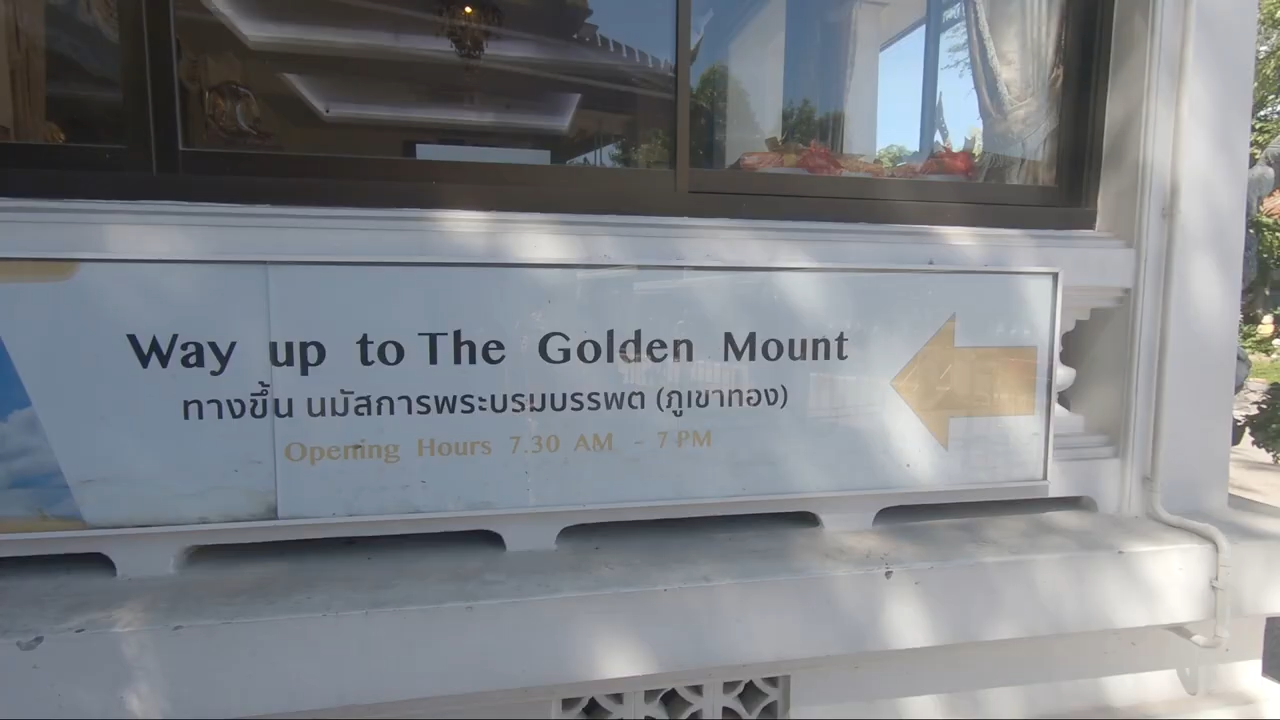 Way up to The Golden Mount
ทางขึ้น นมัสการพระบรมบรรพต (ภูเขาทอง)
Opening Hours 7.30 AM - 7 PM